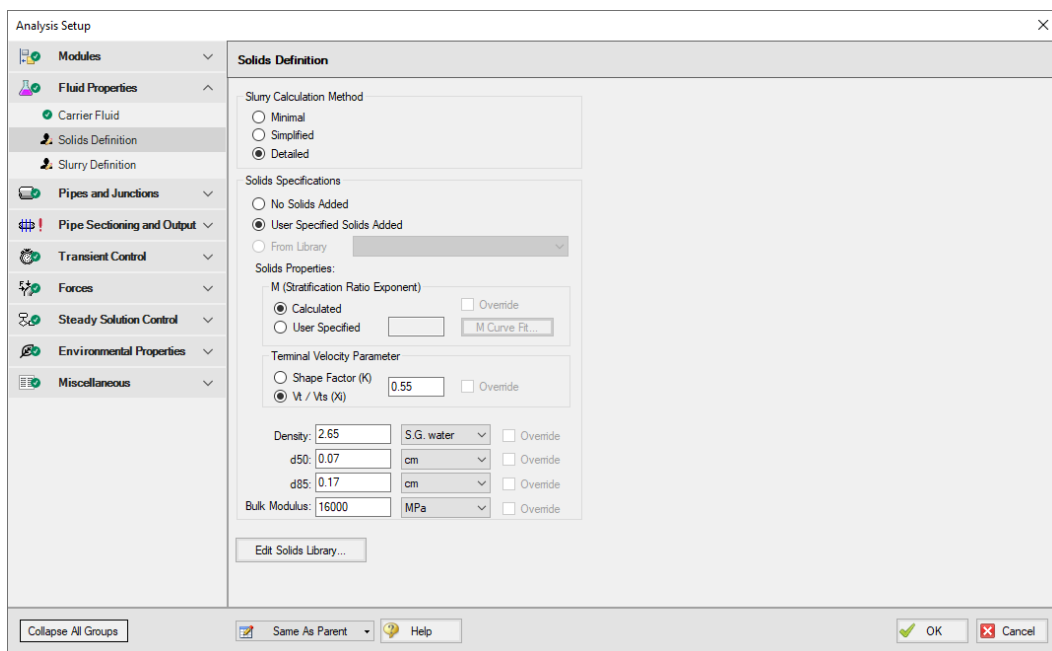 Analysis Setup
Modules
Fluid Properties
Carrier Fluid
Solids Definition
Slurry Definition
Pipes and Junctions
Pipe Sectioning and Output
Transient Control
Forces
Steady Solution Control
Environmental Properties
Miscellaneous
Collapse All Groups
Solids Definition
Slurry Calculation Method
Minimal
Simplified
Detailed
Solids Specifications
No Solids Added
User Specified Solids Added
From Library
Solids Properties:
M (Stratification Ratio Exponent)
Calculated
Override
User Specified
M Curve Fit...
Terminal Velocity Parameter
Shape Factor (K)
Vt / Vts (Xi)
0.55
Override
Density: 2.65 S.G. water Override
d50: 0.07 cm Override
d85: 0.17 cm Override
Bulk Modulus: 16000 MPa Override
Edit Solids Library...
Same As Parent
Help
OK
Cancel